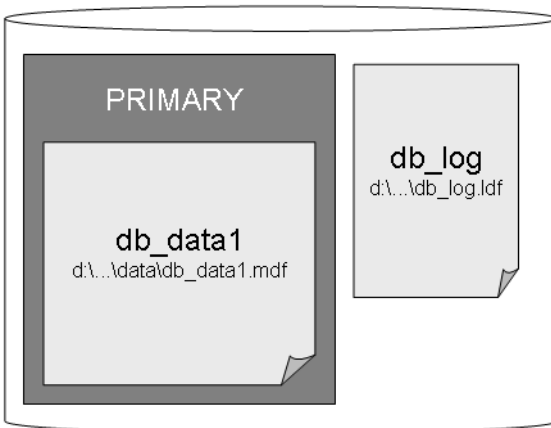 PRIMARY
db_data1
d:\...\data\db_data1.mdf
db_log
d:\...\db_log.ldf